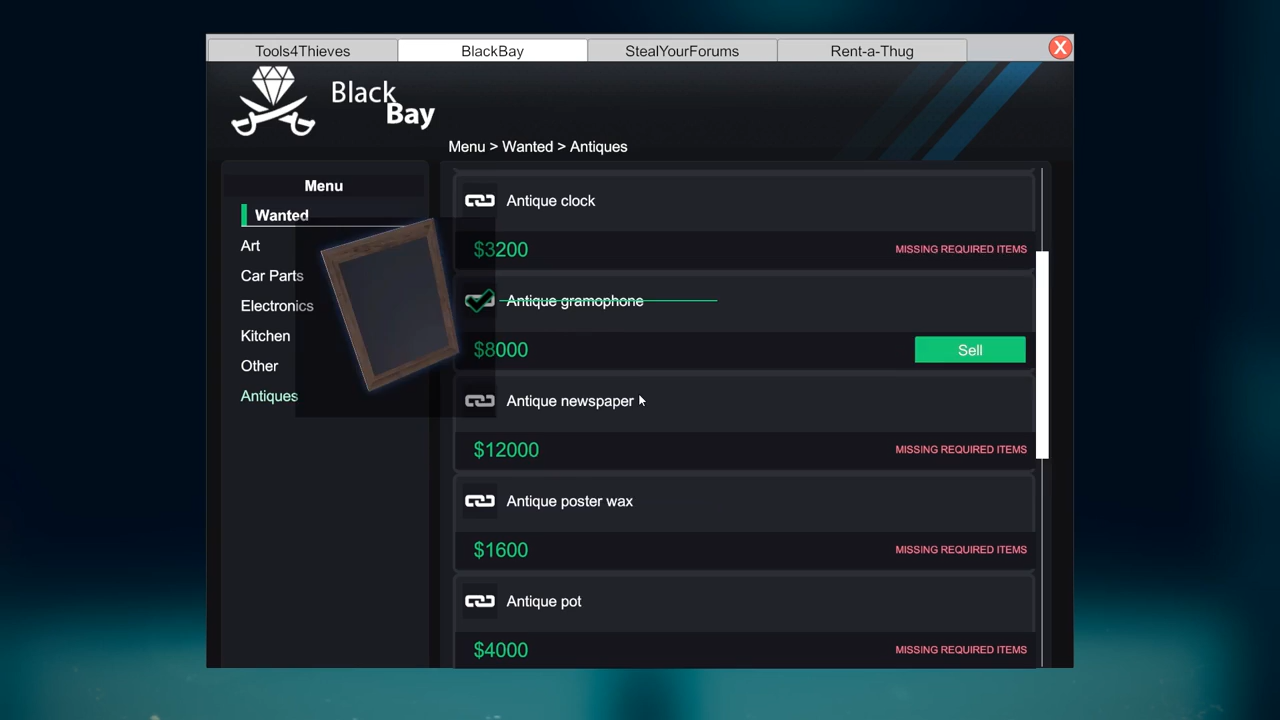 Tools4Thieves
BlackBay
StealYourForums
Rent-a-Thug
X
Black
Bay
Menu > Wanted > Antiques
Menu
Wanted
Art
Car Parts
Electronics
Kitchen
Other
Antiques
Antique clock
$3200
MISSING REQUIRED ITEMS
Antique gramophone
$8000
Sell
Antique newspaper
$12000
MISSING REQUIRED ITEMS
Antique poster wax
$1600
MISSING REQUIRED ITEMS
Antique pot
$4000
MISSING REQUIRED ITEMS